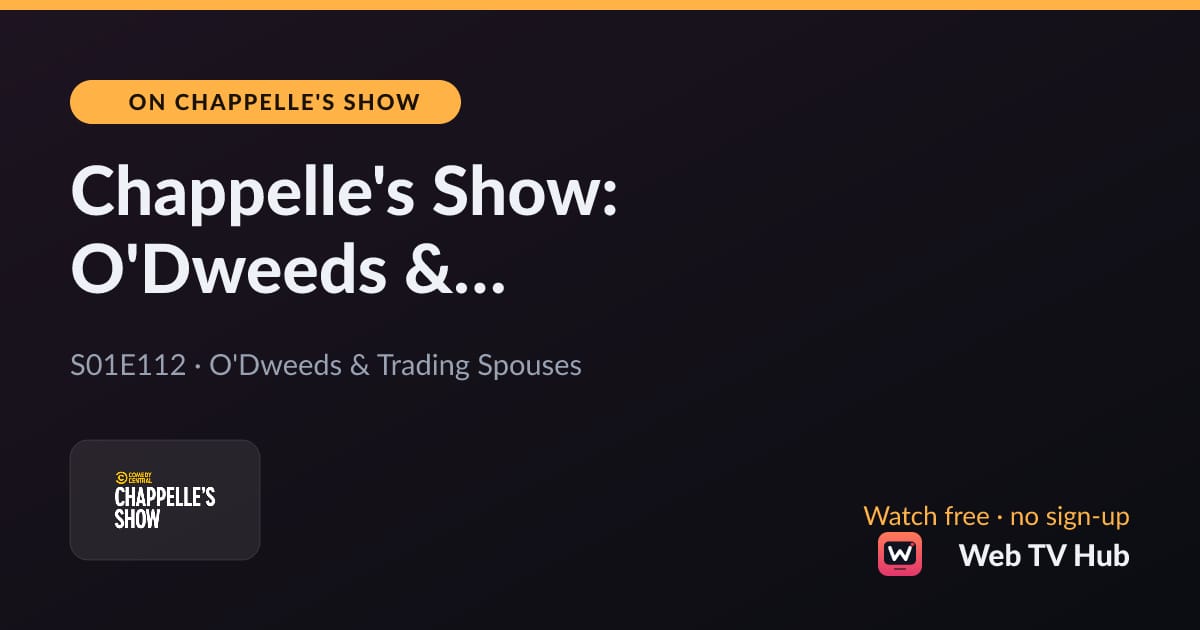 ON CHAPPELLE'S SHOW
Chappelle's Show:
O'Dweeds &...
S01E112 · O'Dweeds & Trading Spouses
COMEDY
CENTRAL
CHAPPELLE'S
SHOW
Watch free · no sign-up
W
Web TV Hub